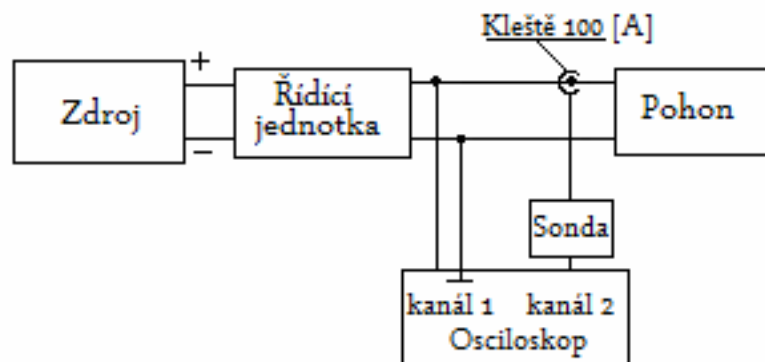 Kleště 100 [A]
+
Zdroj
−
Řídící
jednotka
Pohon
Sonda
kanál 1 kanál 2
Osciloskop